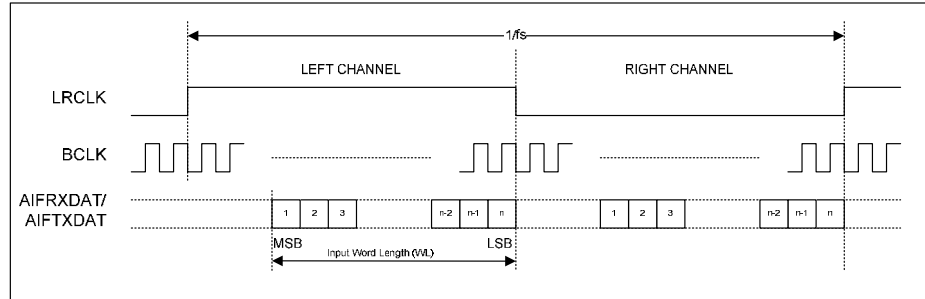 1/fs
LEFT CHANNEL RIGHT CHANNEL
LRCLK
BCLK
AIFRXDAT/
AIFTXDAT
1 2 3 n-2 n-1 n 1 2 3 n-2 n-1 n
MSB LSB
Input Word Length (WL)